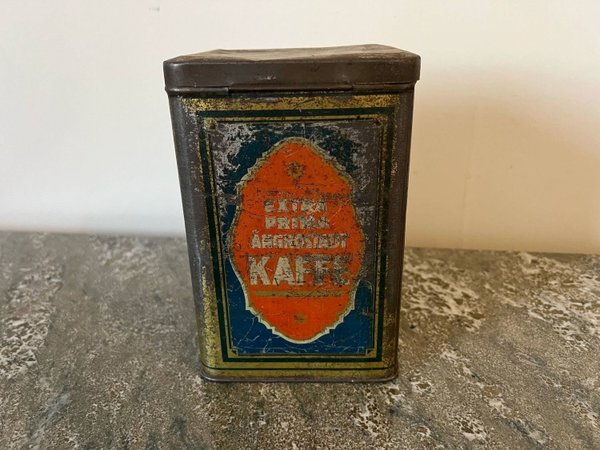 EXTRA
PRIMA
ÅNGROSTADT
KAFFE